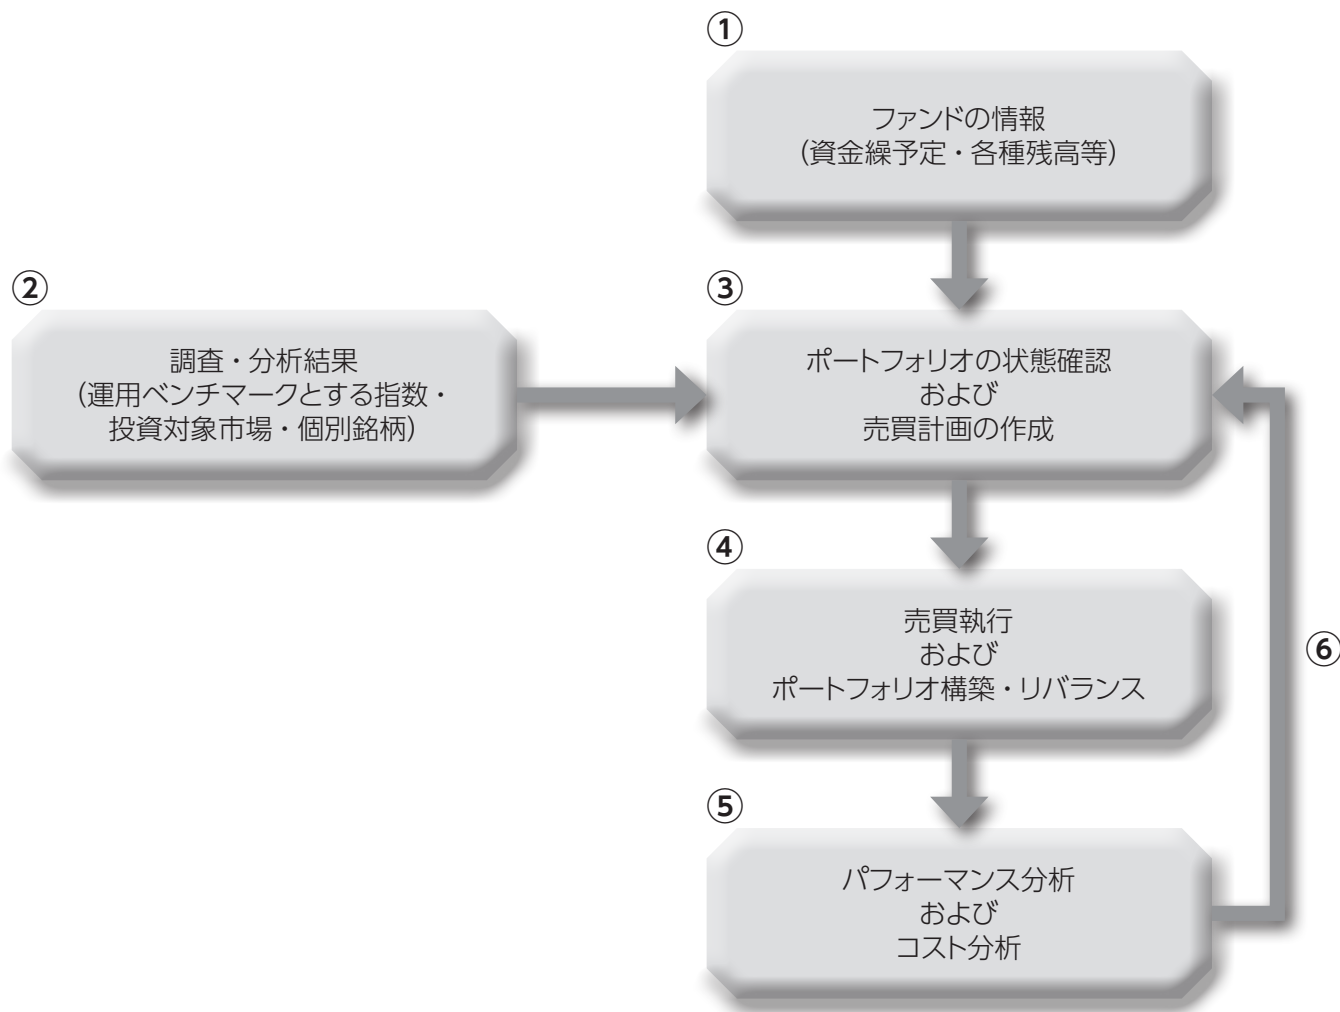 ①
ファンドの情報
(資金繰予定・各種残高等)
②
調査・分析結果
(運用ベンチマークとする指数・
投資対象市場・個別銘柄)
③
ポートフォリオの状態確認
および
売買計画の作成
④
売買執行
および
ポートフォリオ構築・リバランス
⑤
パフォーマンス分析
および
コスト分析
⑥